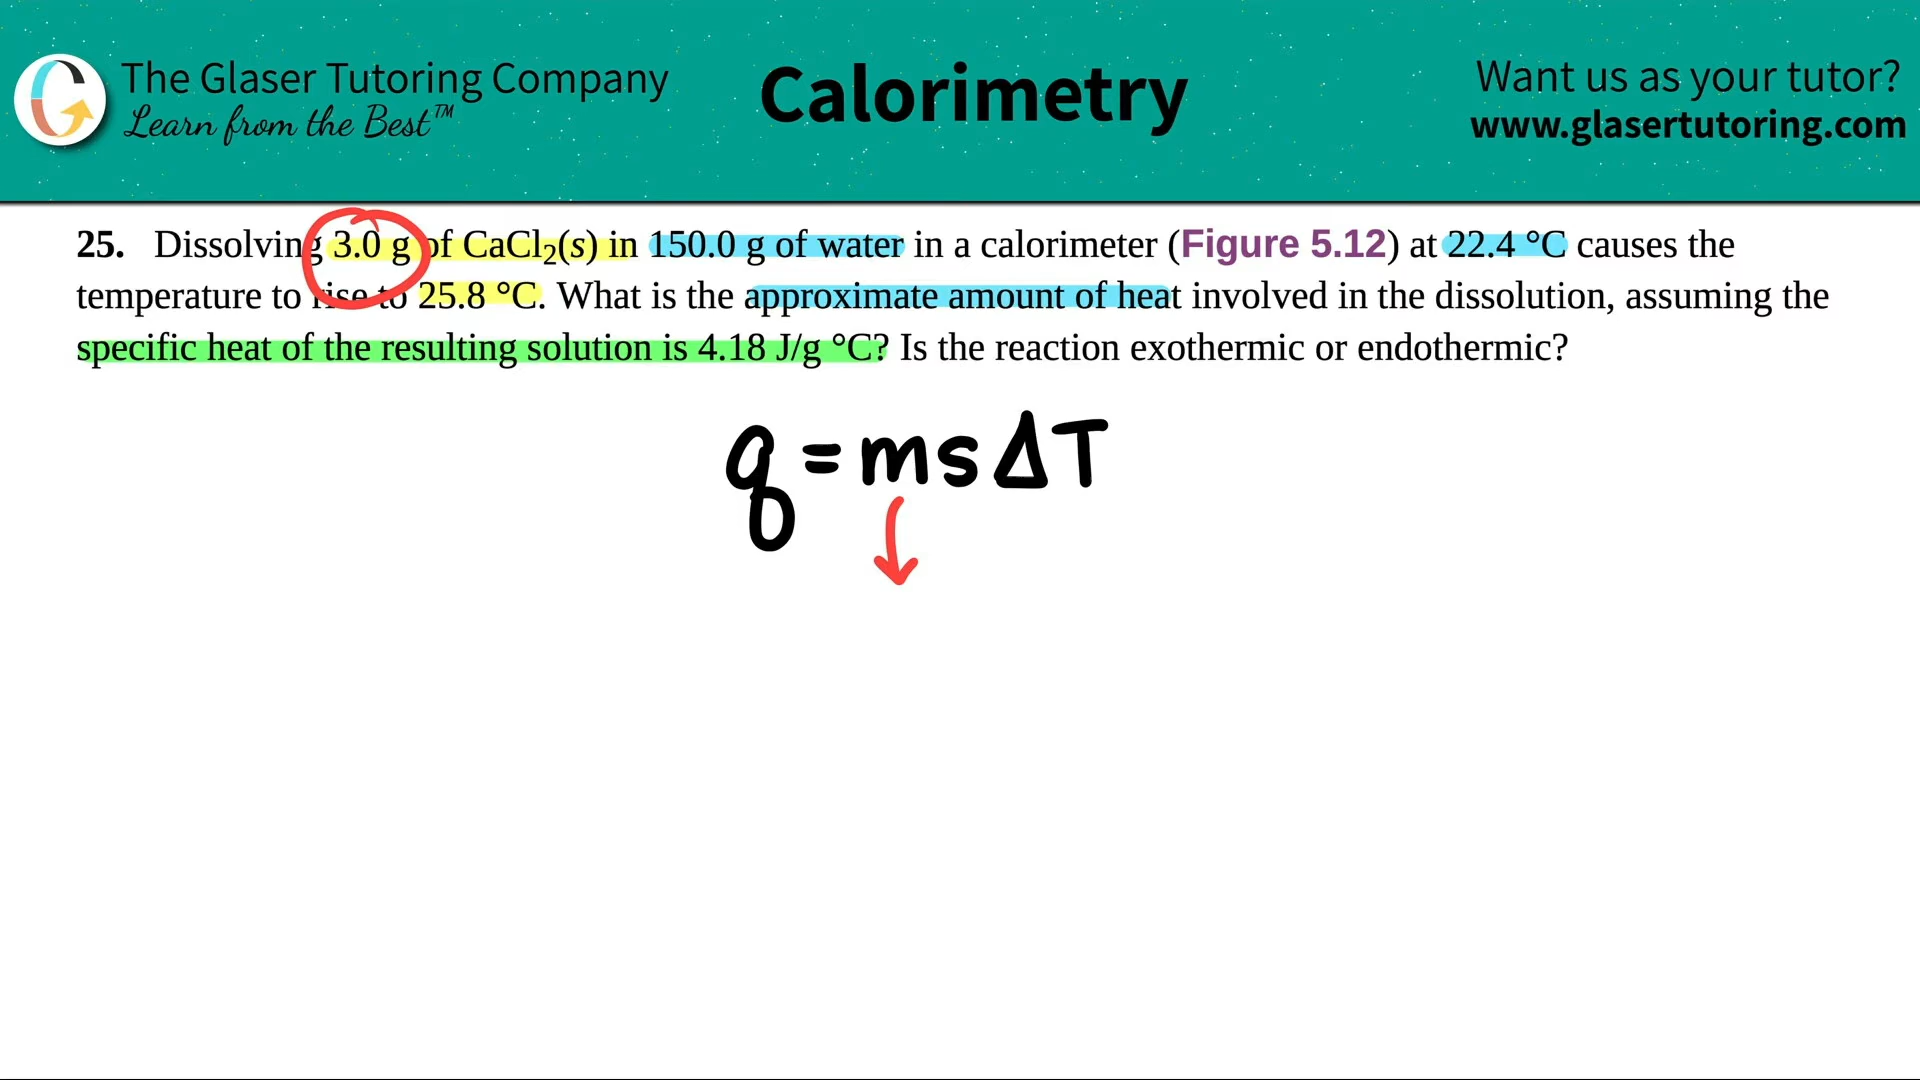 The Glaser Tutoring Company
Learn from the Best™
Calorimetry
Want us as your tutor?
www.glasertutoring.com
25. Dissolving 3.0 g of CaCl₂(s) in 150.0 g of water in a calorimeter (Figure 5.12) at 22.4 °C causes the
temperature to rise to 25.8 °C. What is the approximate amount of heat involved in the dissolution, assuming the
specific heat of the resulting solution is 4.18 J/g °C? Is the reaction exothermic or endothermic?
q = msΔT